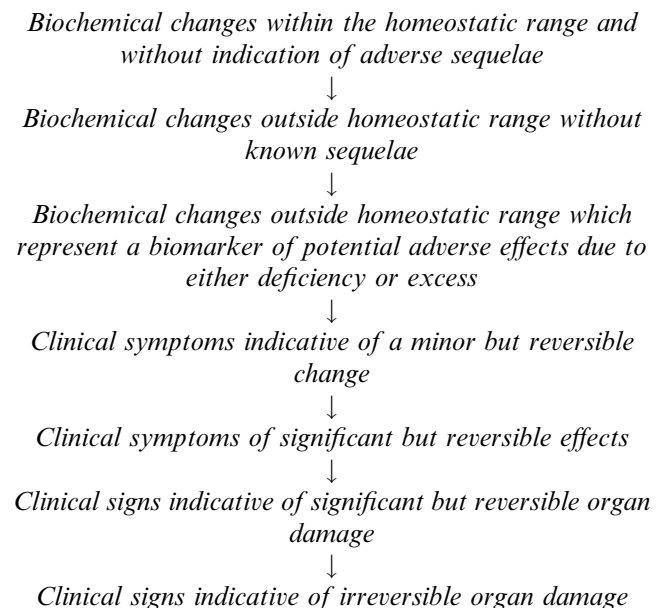 Biochemical changes within the homeostatic range and
without indication of adverse sequelae
↓
Biochemical changes outside homeostatic range without
known sequelae
↓
Biochemical changes outside homeostatic range which
represent a biomarker of potential adverse effects due to
either deficiency or excess
↓
Clinical symptoms indicative of a minor but reversible
change
↓
Clinical symptoms of significant but reversible effects
↓
Clinical signs indicative of significant but reversible organ
damage
↓
Clinical signs indicative of irreversible organ damage